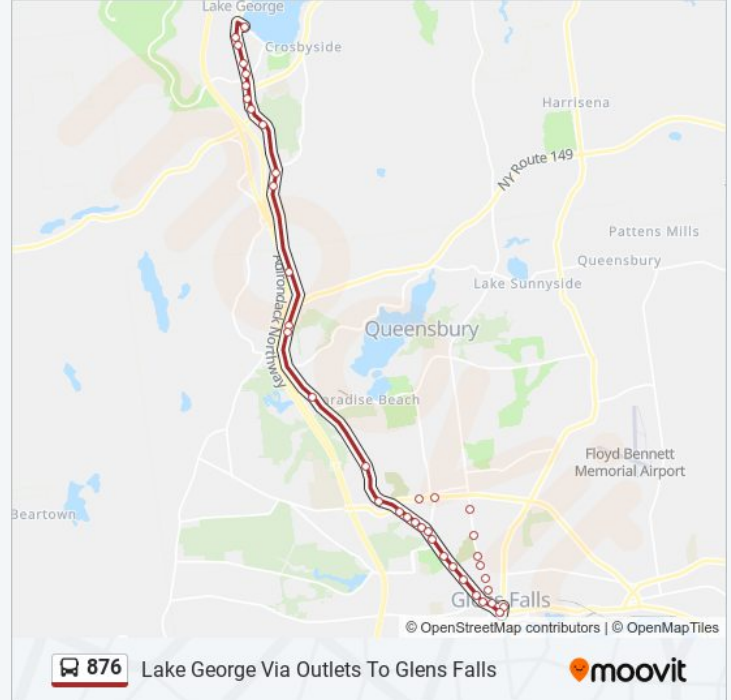 Lake George
Crosbyside
Harrisena
NY Route 149
Pattens Mills
Queensbury
Adirondack Northway
Lake Sunnyside
Queensbury
aradise Beach
Floyd Bennett
Memorial Airport
Beartown
Glens Falls
© OpenStreetMap contributors | © OpenMapTiles
876 Lake George Via Outlets To Glens Falls
moovit